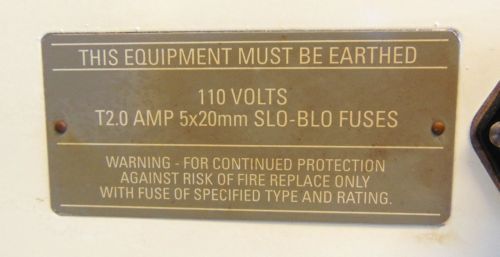 THIS EQUIPMENT MUST BE EARTHED
110 VOLTS
T2.0 AMP 5x20mm SLO-BLO FUSES
WARNING - FOR CONTINUED PROTECTION
AGAINST RISK OF FIRE REPLACE ONLY
WITH FUSE OF SPECIFIED TYPE AND RATING.